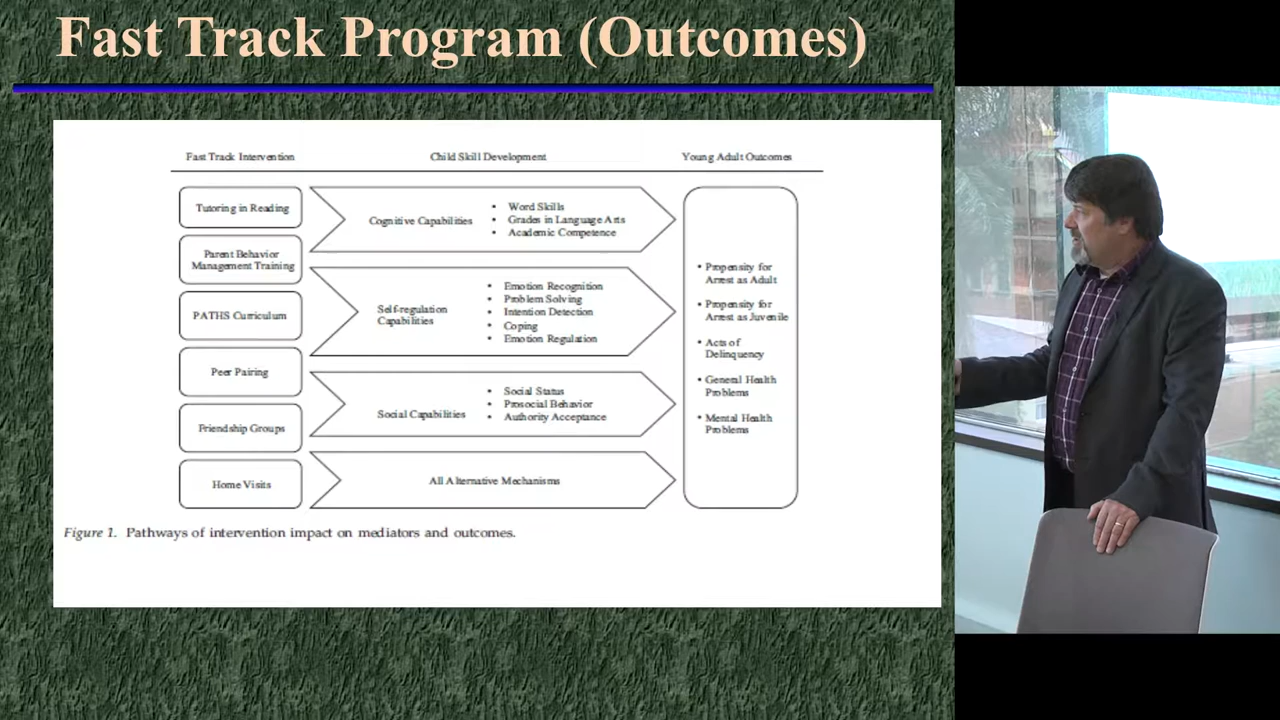 Fast Track Program (Outcomes)
Fast Track Intervention
Child Skill Development
Young Adult Outcomes
Tutoring in Reading
Parent Behavior
Management Training
PATHS Curriculum
Peer Pairing
Friendship Groups
Home Visits
Cognitive Capabilities
• Word Skills
• Grades in Language Arts
• Academic Competence
Self-regulation
Capabilities
• Emotion Recognition
• Problem Solving
• Intention Detection
• Coping
• Emotion Regulation
Social Capabilities
• Social Status
• Prosocial Behavior
• Authority Acceptance
All Alternative Mechanisms
• Propensity for
Arrest as Adult
• Propensity for
Arrest as Juvenile
• Acts of
Delinquency
• General Health
Problems
• Mental Health
Problems
Figure 1. Pathways of intervention impact on mediators and outcomes.